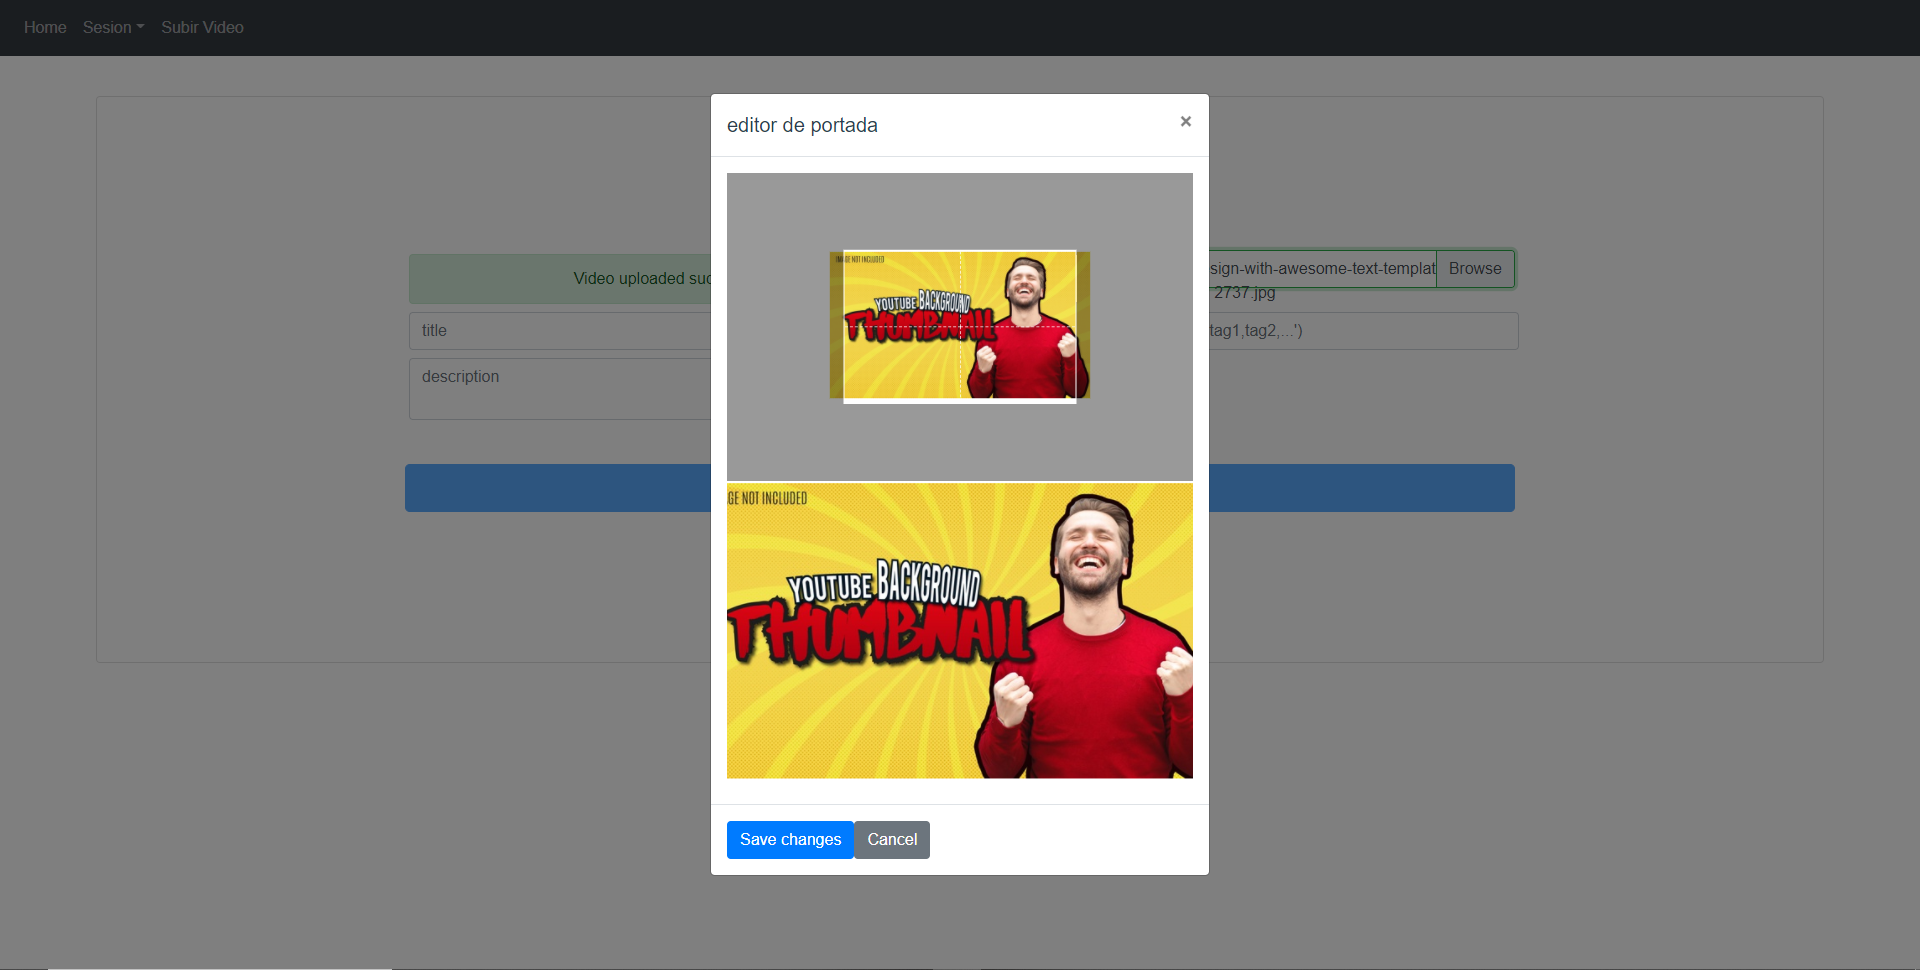 Home Sesion Subir Video
editor de portada ×
IMAGE NOT INCLUDED
YOUTUBE BACKGROUND
THUMBNAIL
Video uploaded suc
sign-with-awesome-text-templat Browse
2737.jpg
title
tag1,tag2,...')
description
GE NOT INCLUDED
YOUTUBE BACKGROUND
THUMBNAIL
Save changes Cancel